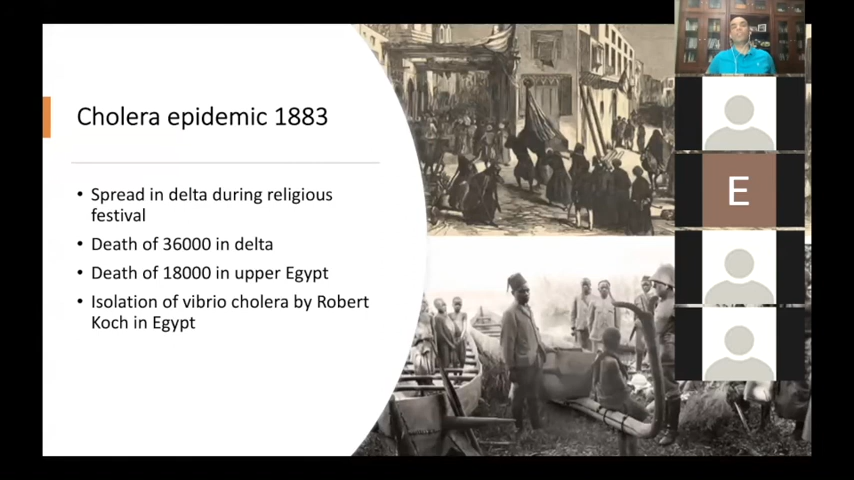 Cholera epidemic 1883
• Spread in delta during religious
festival
• Death of 36000 in delta
• Death of 18000 in upper Egypt
• Isolation of vibrio cholera by Robert
Koch in Egypt
E